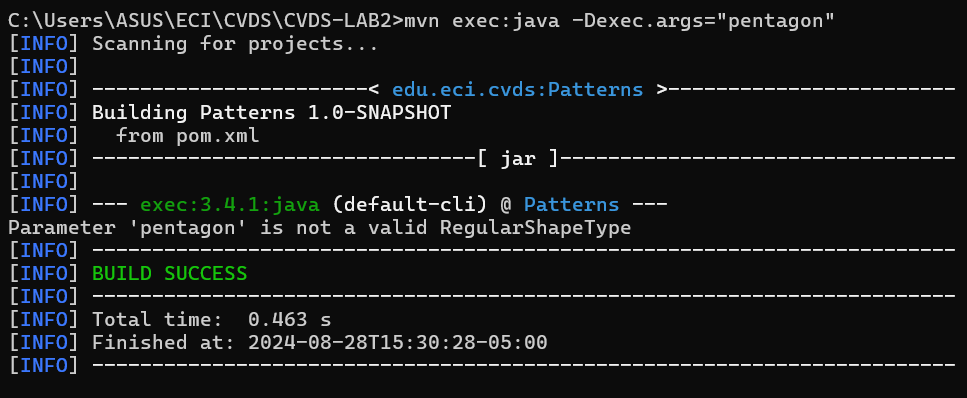 C:\Users\ASUS\ECI\CVDS\CVDS-LAB2>mvn exec:java -Dexec.args="pentagon"
[INFO] Scanning for projects...
[INFO]
[INFO] -----------------------< edu.eci.cvds:Patterns >------------------------
[INFO] Building Patterns 1.0-SNAPSHOT
[INFO]   from pom.xml
[INFO] --------------------------------[ jar ]---------------------------------
[INFO]
[INFO] --- exec:3.4.1:java (default-cli) @ Patterns ---
Parameter 'pentagon' is not a valid RegularShapeType
[INFO] ------------------------------------------------------------------------
[INFO] BUILD SUCCESS
[INFO] ------------------------------------------------------------------------
[INFO] Total time:  0.463 s
[INFO] Finished at: 2024-08-28T15:30:28-05:00
[INFO] ------------------------------------------------------------------------